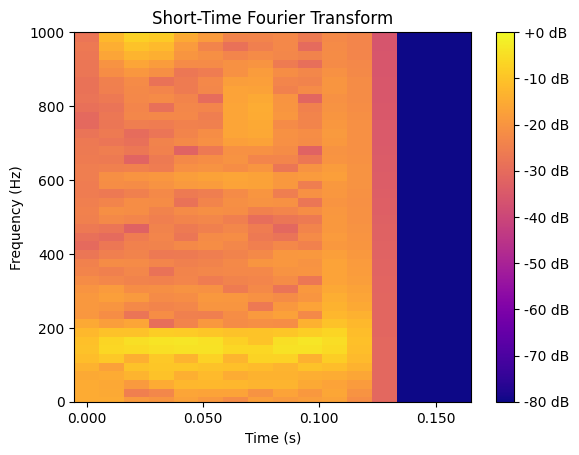 Short-Time Fourier Transform
Frequency (Hz)
1000
800
600
400
200
0
0.000
0.050
0.100
0.150
Time (s)
+0 dB
-10 dB
-20 dB
-30 dB
-40 dB
-50 dB
-60 dB
-70 dB
-80 dB